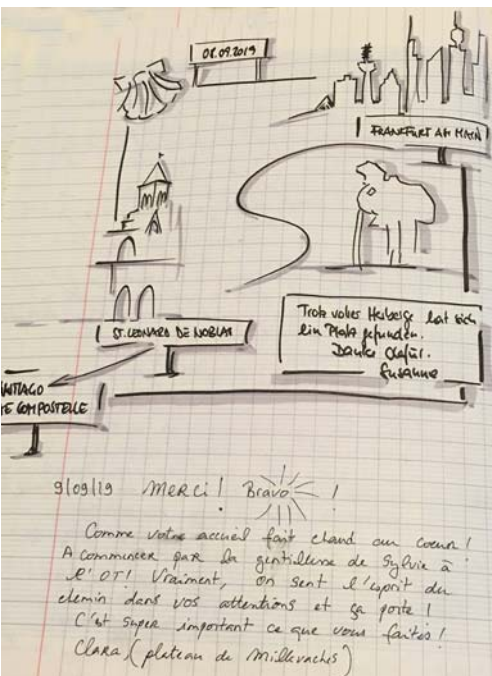 08.09.2019
FRANKFURT AM MAIN
Trotz voller Herberge hat sich
ein Platz gefunden.
Danke dafür.
Susanne
ST. LEONARD DE NOBLAT
NTIAGO
E COMPOSTELLE
9/09/19 MERCI! Bravo !
Comme votre accueil fait chaud au coeur!
A commencer par la gentillesse de Sylvie à
l'OT! Vraiment, on sent l'esprit du
chemin dans vos attentions et ça porte!
C'est super important ce que vous faites!
Clara, (plateau de Millevaches)